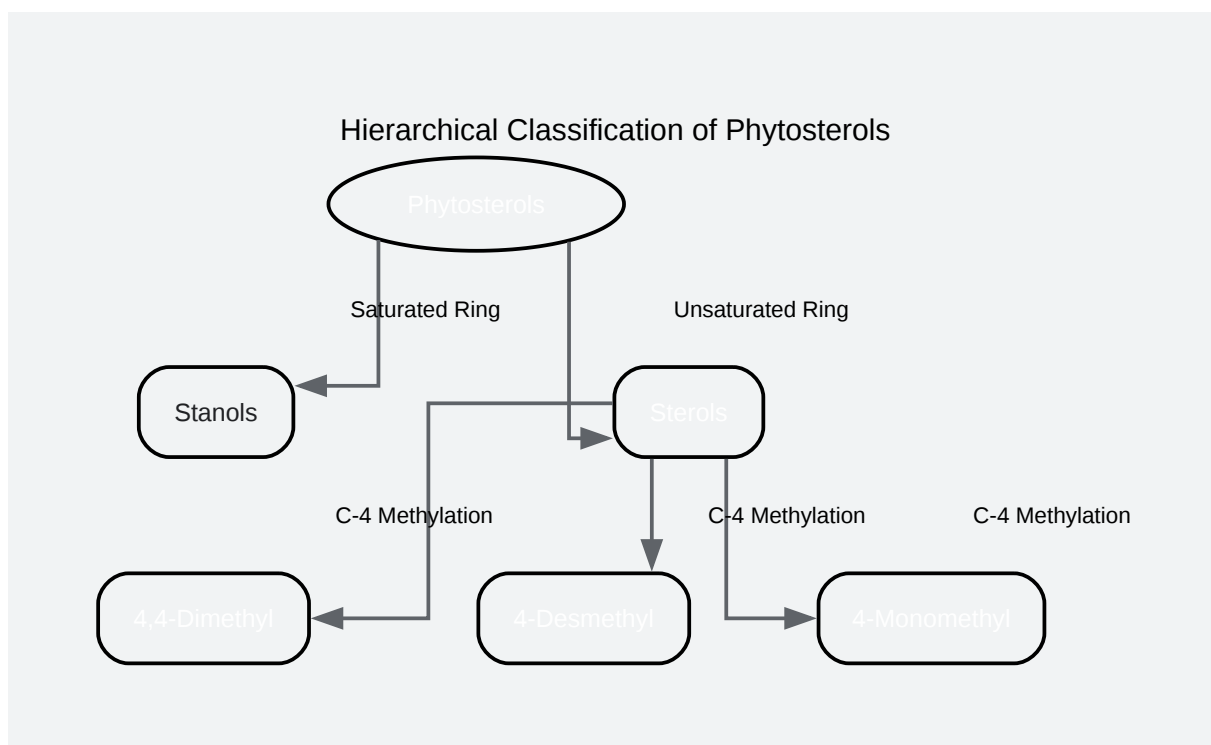 Hierarchical Classification of Phytosterols
Phytosterols
Saturated Ring
Unsaturated Ring
Stanols
Sterols
C-4 Methylation
C-4 Methylation
C-4 Methylation
4,4-Dimethyl
4-Desmethyl
4-Monomethyl